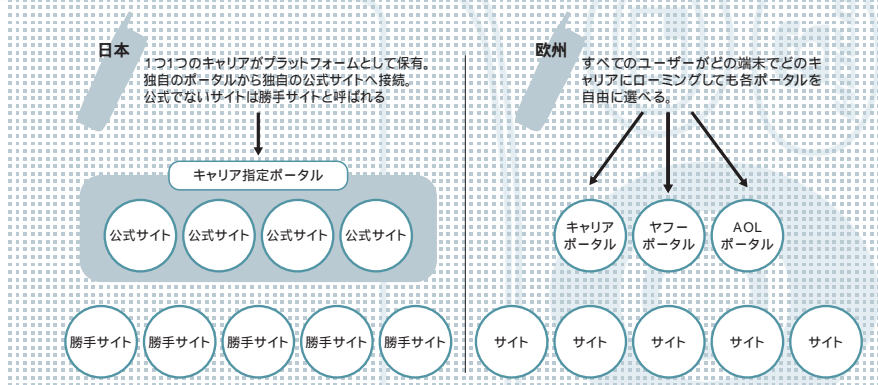 日本
1つ1つのキャリアがプラットフォームとして保有。
独自のポータルから独自の公式サイトへ接続。
公式でないサイトは勝手サイトと呼ばれる
キャリア指定ポータル
公式サイト
公式サイト
公式サイト
公式サイト
勝手サイト
勝手サイト
勝手サイト
勝手サイト
勝手サイト
欧州
すべてのユーザーがどの端末でどのキ
ャリアにローミングしても各ポータルを
自由に選べる。
キャリア
ポータル
ヤフー
ポータル
AOL
ポータル
サイト
サイト
サイト
サイト
サイト